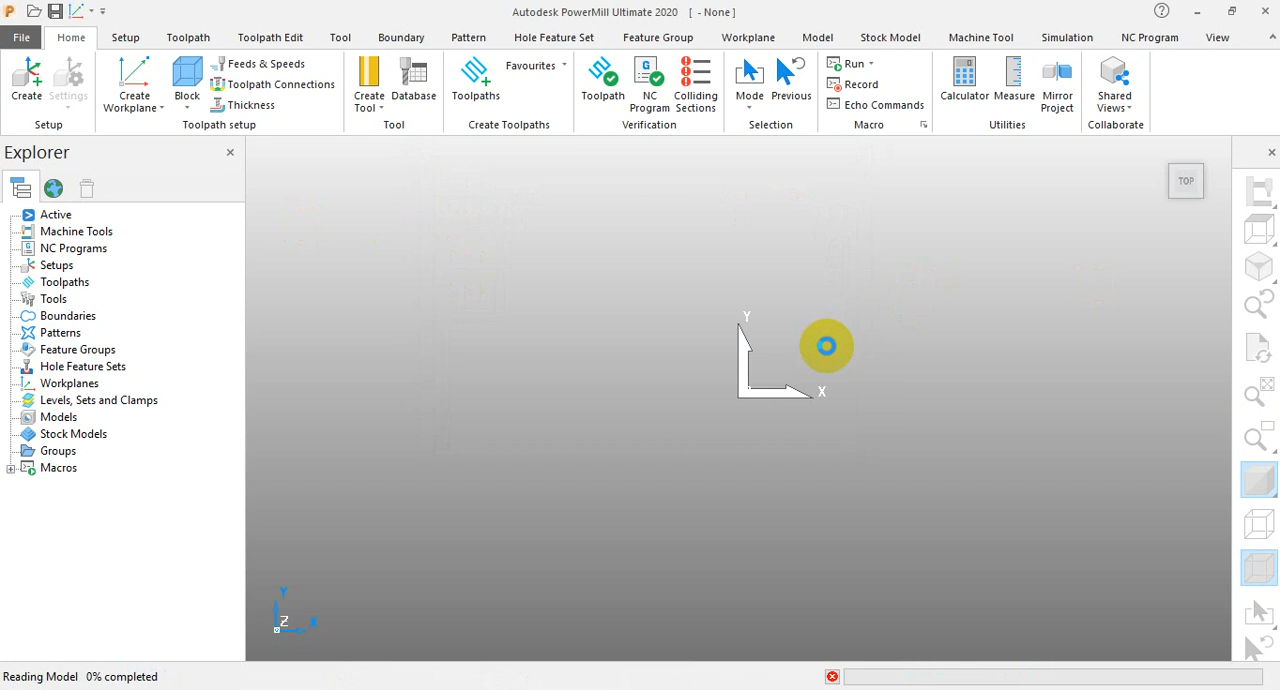 Autodesk PowerMill Ultimate 2020 [ - None ]
File Home Setup Toolpath Toolpath Edit Tool Boundary Pattern Hole Feature Set Feature Group Workplane Model Stock Model Machine Tool Simulation NC Program View
Create
Settings
Setup
Create
Workplane
Block
Feeds & Speeds
Toolpath Connections
Thickness
Toolpath setup
Create
Tool
Database
Tool
Toolpaths
Favourites
Create Toolpaths
Toolpath
NC
Program
Colliding
Sections
Verification
Mode
Previous
Selection
Run
Record
Echo Commands
Macro
Calculator
Measure
Mirror
Project
Utilities
Shared
Views
Collaborate
Explorer
Active
Machine Tools
NC Programs
Setups
Toolpaths
Tools
Boundaries
Patterns
Feature Groups
Hole Feature Sets
Workplanes
Levels, Sets and Clamps
Models
Stock Models
Groups
Macros
TOP
Y
X
Y
Z
X
Reading Model 0% completed